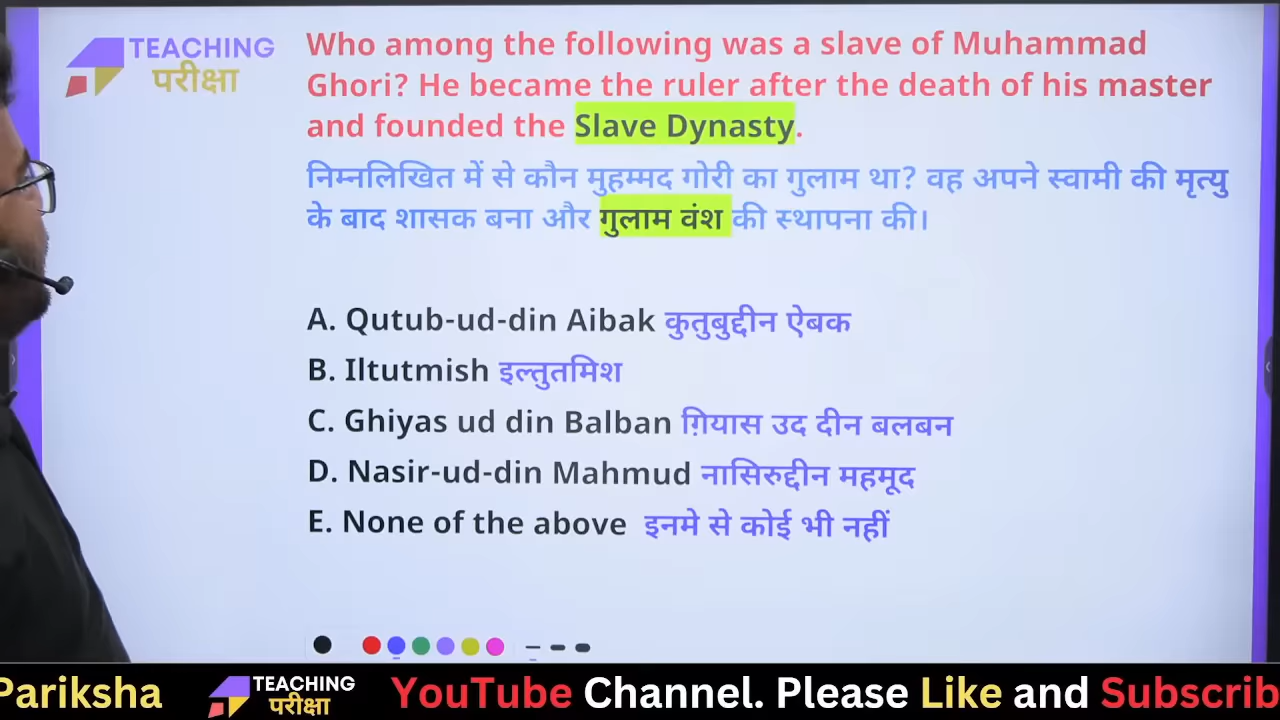 TEACHING
परीक्षा
Who among the following was a slave of Muhammad
Ghori? He became the ruler after the death of his master
and founded the Slave Dynasty.
निम्नलिखित में से कौन मुहम्मद गोरी का गुलाम था? वह अपने स्वामी की मृत्यु
के बाद शासक बना और गुलाम वंश की स्थापना की।
A. Qutub-ud-din Aibak कुतुबुद्दीन ऐबक
B. Iltutmish इल्तुतमिश
C. Ghiyas ud din Balban ग़ियास उद दीन बलबन
D. Nasir-ud-din Mahmud नासिरुद्दीन महमूद
E. None of the above इनमे से कोई भी नहीं
Pariksha TEACHING परीक्षा YouTube Channel. Please Like and Subscrib